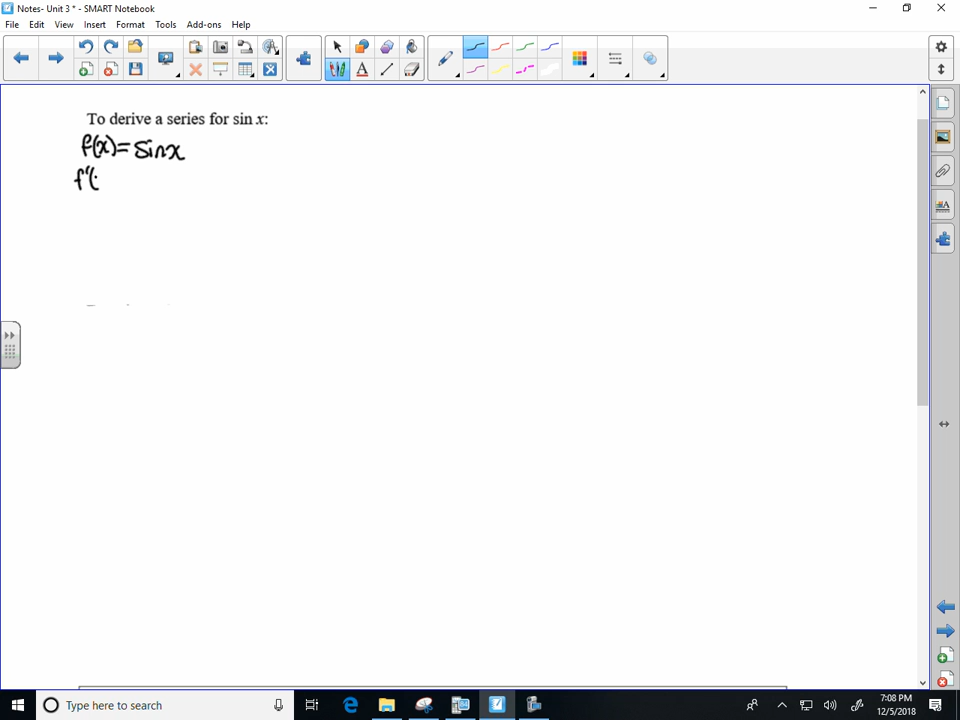 Notes- Unit 3 * - SMART Notebook
File Edit View Insert Format Tools Add-ons Help
To derive a series for sin x:
f(x)= sinx
f'(
Type here to search
7:08 PM
12/5/2018